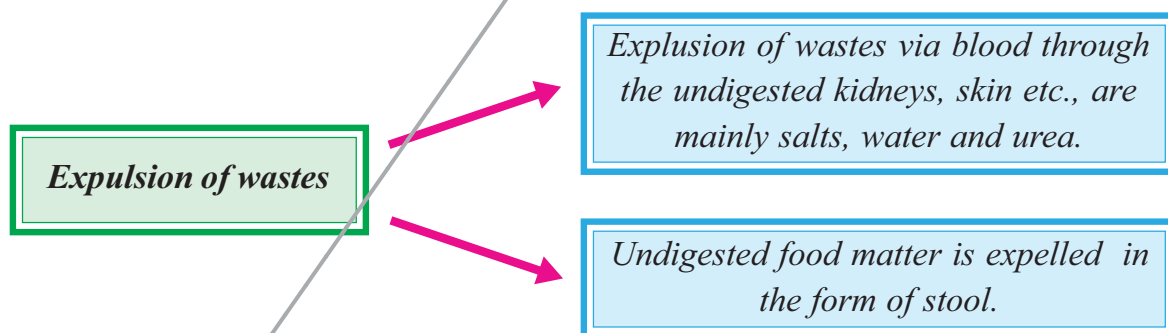 Expulsion of wastes
Explusion of wastes via blood through
the undigested kidneys, skin etc., are
mainly salts, water and urea.
Undigested food matter is expelled in
the form of stool.